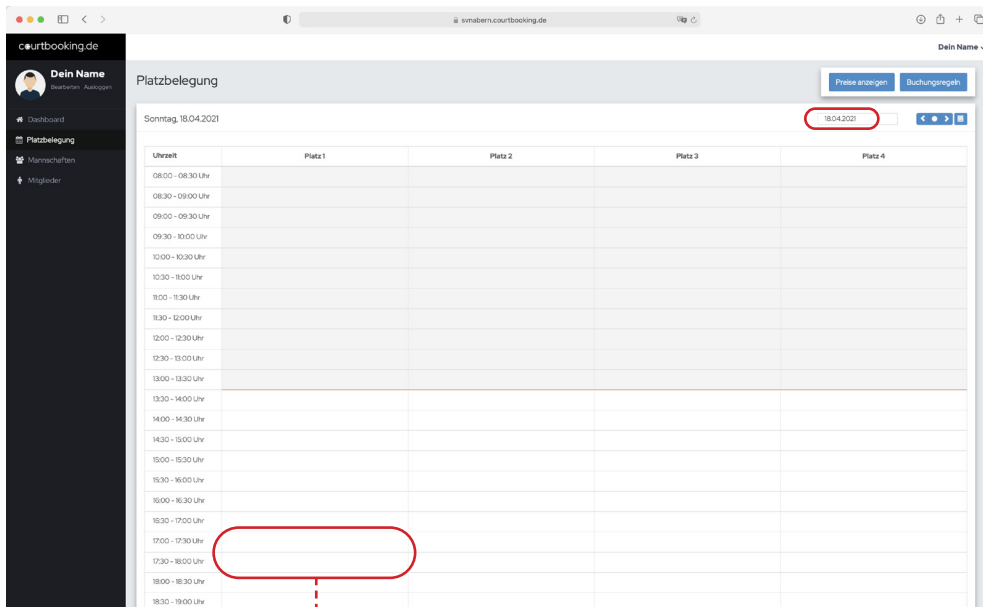 svnabern.courtbooking.de
courtbooking.de
Dein Name
Dein Name
Bearbeiten Ausloggen
Dashboard
Platzbelegung
Mannschaften
Mitglieder
Platzbelegung
Preise anzeigen Buchungsregeln
Sonntag, 18.04.2021 18.04.2021
Uhrzeit Platz 1 Platz 2 Platz 3 Platz 4
08:00 - 08:30 Uhr
08:30 - 09:00 Uhr
09:00 - 09:30 Uhr
09:30 - 10:00 Uhr
10:00 - 10:30 Uhr
10:30 - 11:00 Uhr
11:00 - 11:30 Uhr
11:30 - 12:00 Uhr
12:00 - 12:30 Uhr
12:30 - 13:00 Uhr
13:00 - 13:30 Uhr
13:30 - 14:00 Uhr
14:00 - 14:30 Uhr
14:30 - 15:00 Uhr
15:00 - 15:30 Uhr
15:30 - 16:00 Uhr
16:00 - 16:30 Uhr
16:30 - 17:00 Uhr
17:00 - 17:30 Uhr
17:30 - 18:00 Uhr
18:00 - 18:30 Uhr
18:30 - 19:00 Uhr